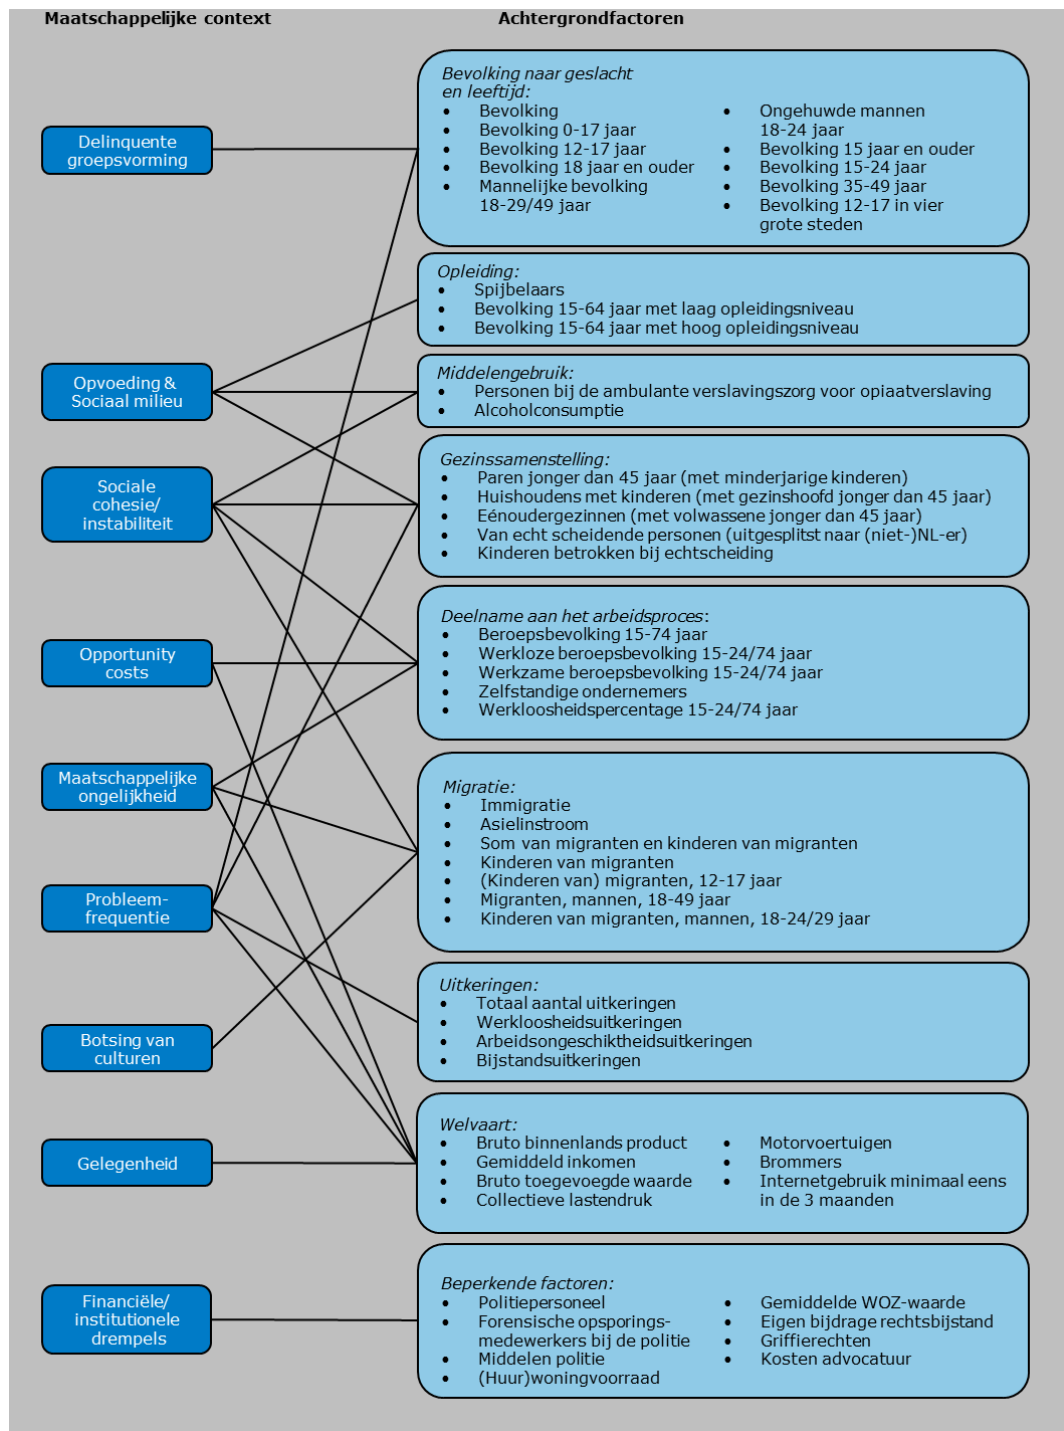 Maatschappelijke context
Achtergrondfactoren
Delinquente
groepsvorming
Opvoeding &
Sociaal milieu
Sociale
cohesie/
instabiliteit
Opportunity
costs
Maatschappelijke
ongelijkheid
Probleem-
frequentie
Botsing van
culturen
Gelegenheid
Financiële/
institutionele
drempels
Bevolking naar geslacht
en leeftijd:
• Bevolking
• Bevolking 0-17 jaar
• Bevolking 12-17 jaar
• Bevolking 18 jaar en ouder
• Mannelijke bevolking
18-29/49 jaar
• Ongehuwde mannen
18-24 jaar
• Bevolking 15 jaar en ouder
• Bevolking 15-24 jaar
• Bevolking 35-49 jaar
• Bevolking 12-17 in vier
grote steden
Opleiding:
• Spijbelaars
• Bevolking 15-64 jaar met laag opleidingsniveau
• Bevolking 15-64 jaar met hoog opleidingsniveau
Middelengebruik:
• Personen bij de ambulante verslavingszorg voor opiaatverslaving
• Alcoholconsumptie
Gezinssamenstelling:
• Paren jonger dan 45 jaar (met minderjarige kinderen)
• Huishoudens met kinderen (met gezinshoofd jonger dan 45 jaar)
• Eénoudergezinnen (met volwassene jonger dan 45 jaar)
• Van echt scheidende personen (uitgesplitst naar (niet-)NL-er)
• Kinderen betrokken bij echtscheiding
Deelname aan het arbeidsproces:
• Beroepsbevolking 15-74 jaar
• Werkloze beroepsbevolking 15-24/74 jaar
• Werkzame beroepsbevolking 15-24/74 jaar
• Zelfstandige ondernemers
• Werkloosheidspercentage 15-24/74 jaar
Migratie:
• Immigratie
• Asielinstroom
• Som van migranten en kinderen van migranten
• Kinderen van migranten
• (Kinderen van) migranten, 12-17 jaar
• Migranten, mannen, 18-49 jaar
• Kinderen van migranten, mannen, 18-24/29 jaar
Uitkeringen:
• Totaal aantal uitkeringen
• Werkloosheidsuitkeringen
• Arbeidsongeschiktheidsuitkeringen
• Bijstandsuitkeringen
Welvaart:
• Bruto binnenlands product
• Gemiddeld inkomen
• Bruto toegevoegde waarde
• Collectieve lastendruk
• Motorvoertuigen
• Brommers
• Internetgebruik minimaal eens
in de 3 maanden
Beperkende factoren:
• Politiepersoneel
• Forensische opsporings-
medewerkers bij de politie
• Middelen politie
• (Huur)woningvoorraad
• Gemiddelde WOZ-waarde
• Eigen bijdrage rechtsbijstand
• Griffierechten
• Kosten advocatuur